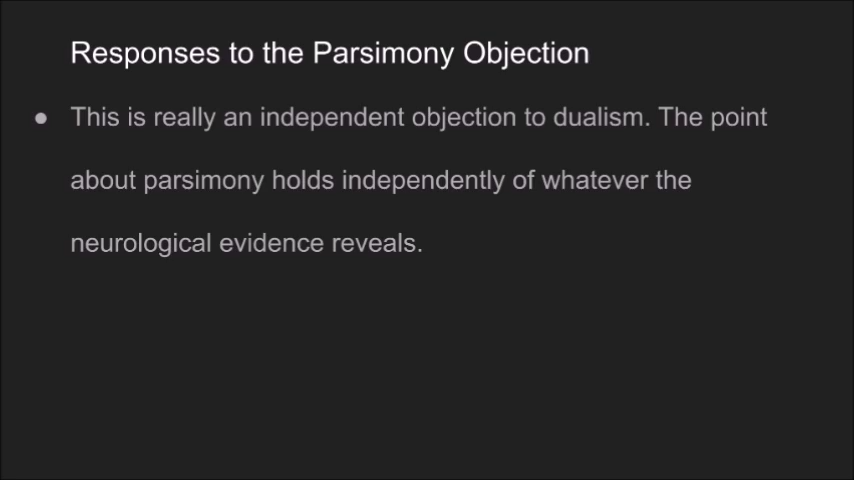 Responses to the Parsimony Objection
● This is really an independent objection to dualism. The point
about parsimony holds independently of whatever the
neurological evidence reveals.